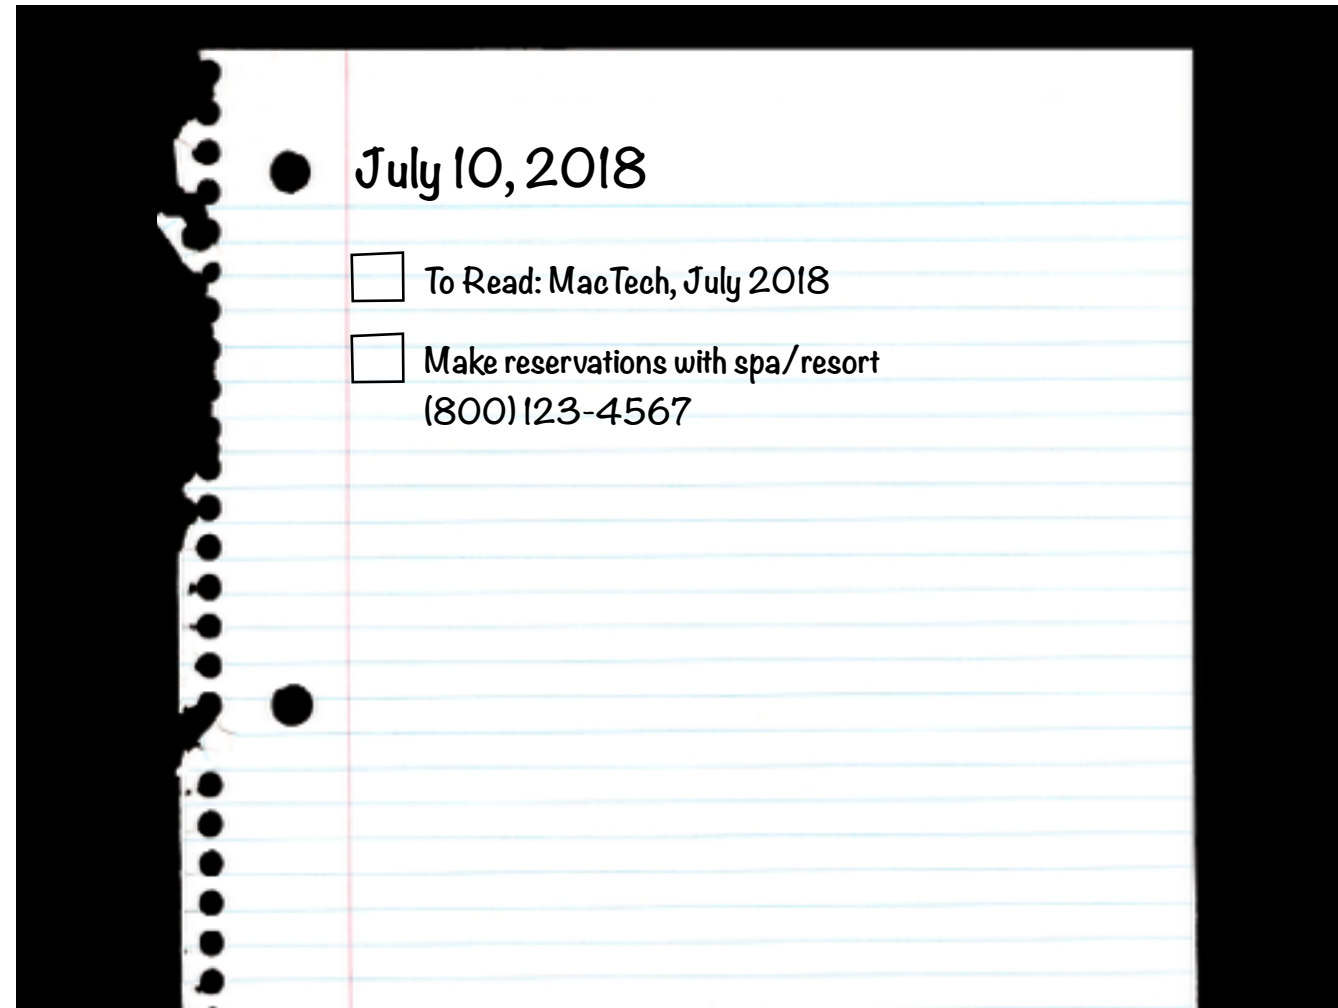 July 10, 2018
To Read: MacTech, July 2018
Make reservations with spa/resort
(800) 123-4567